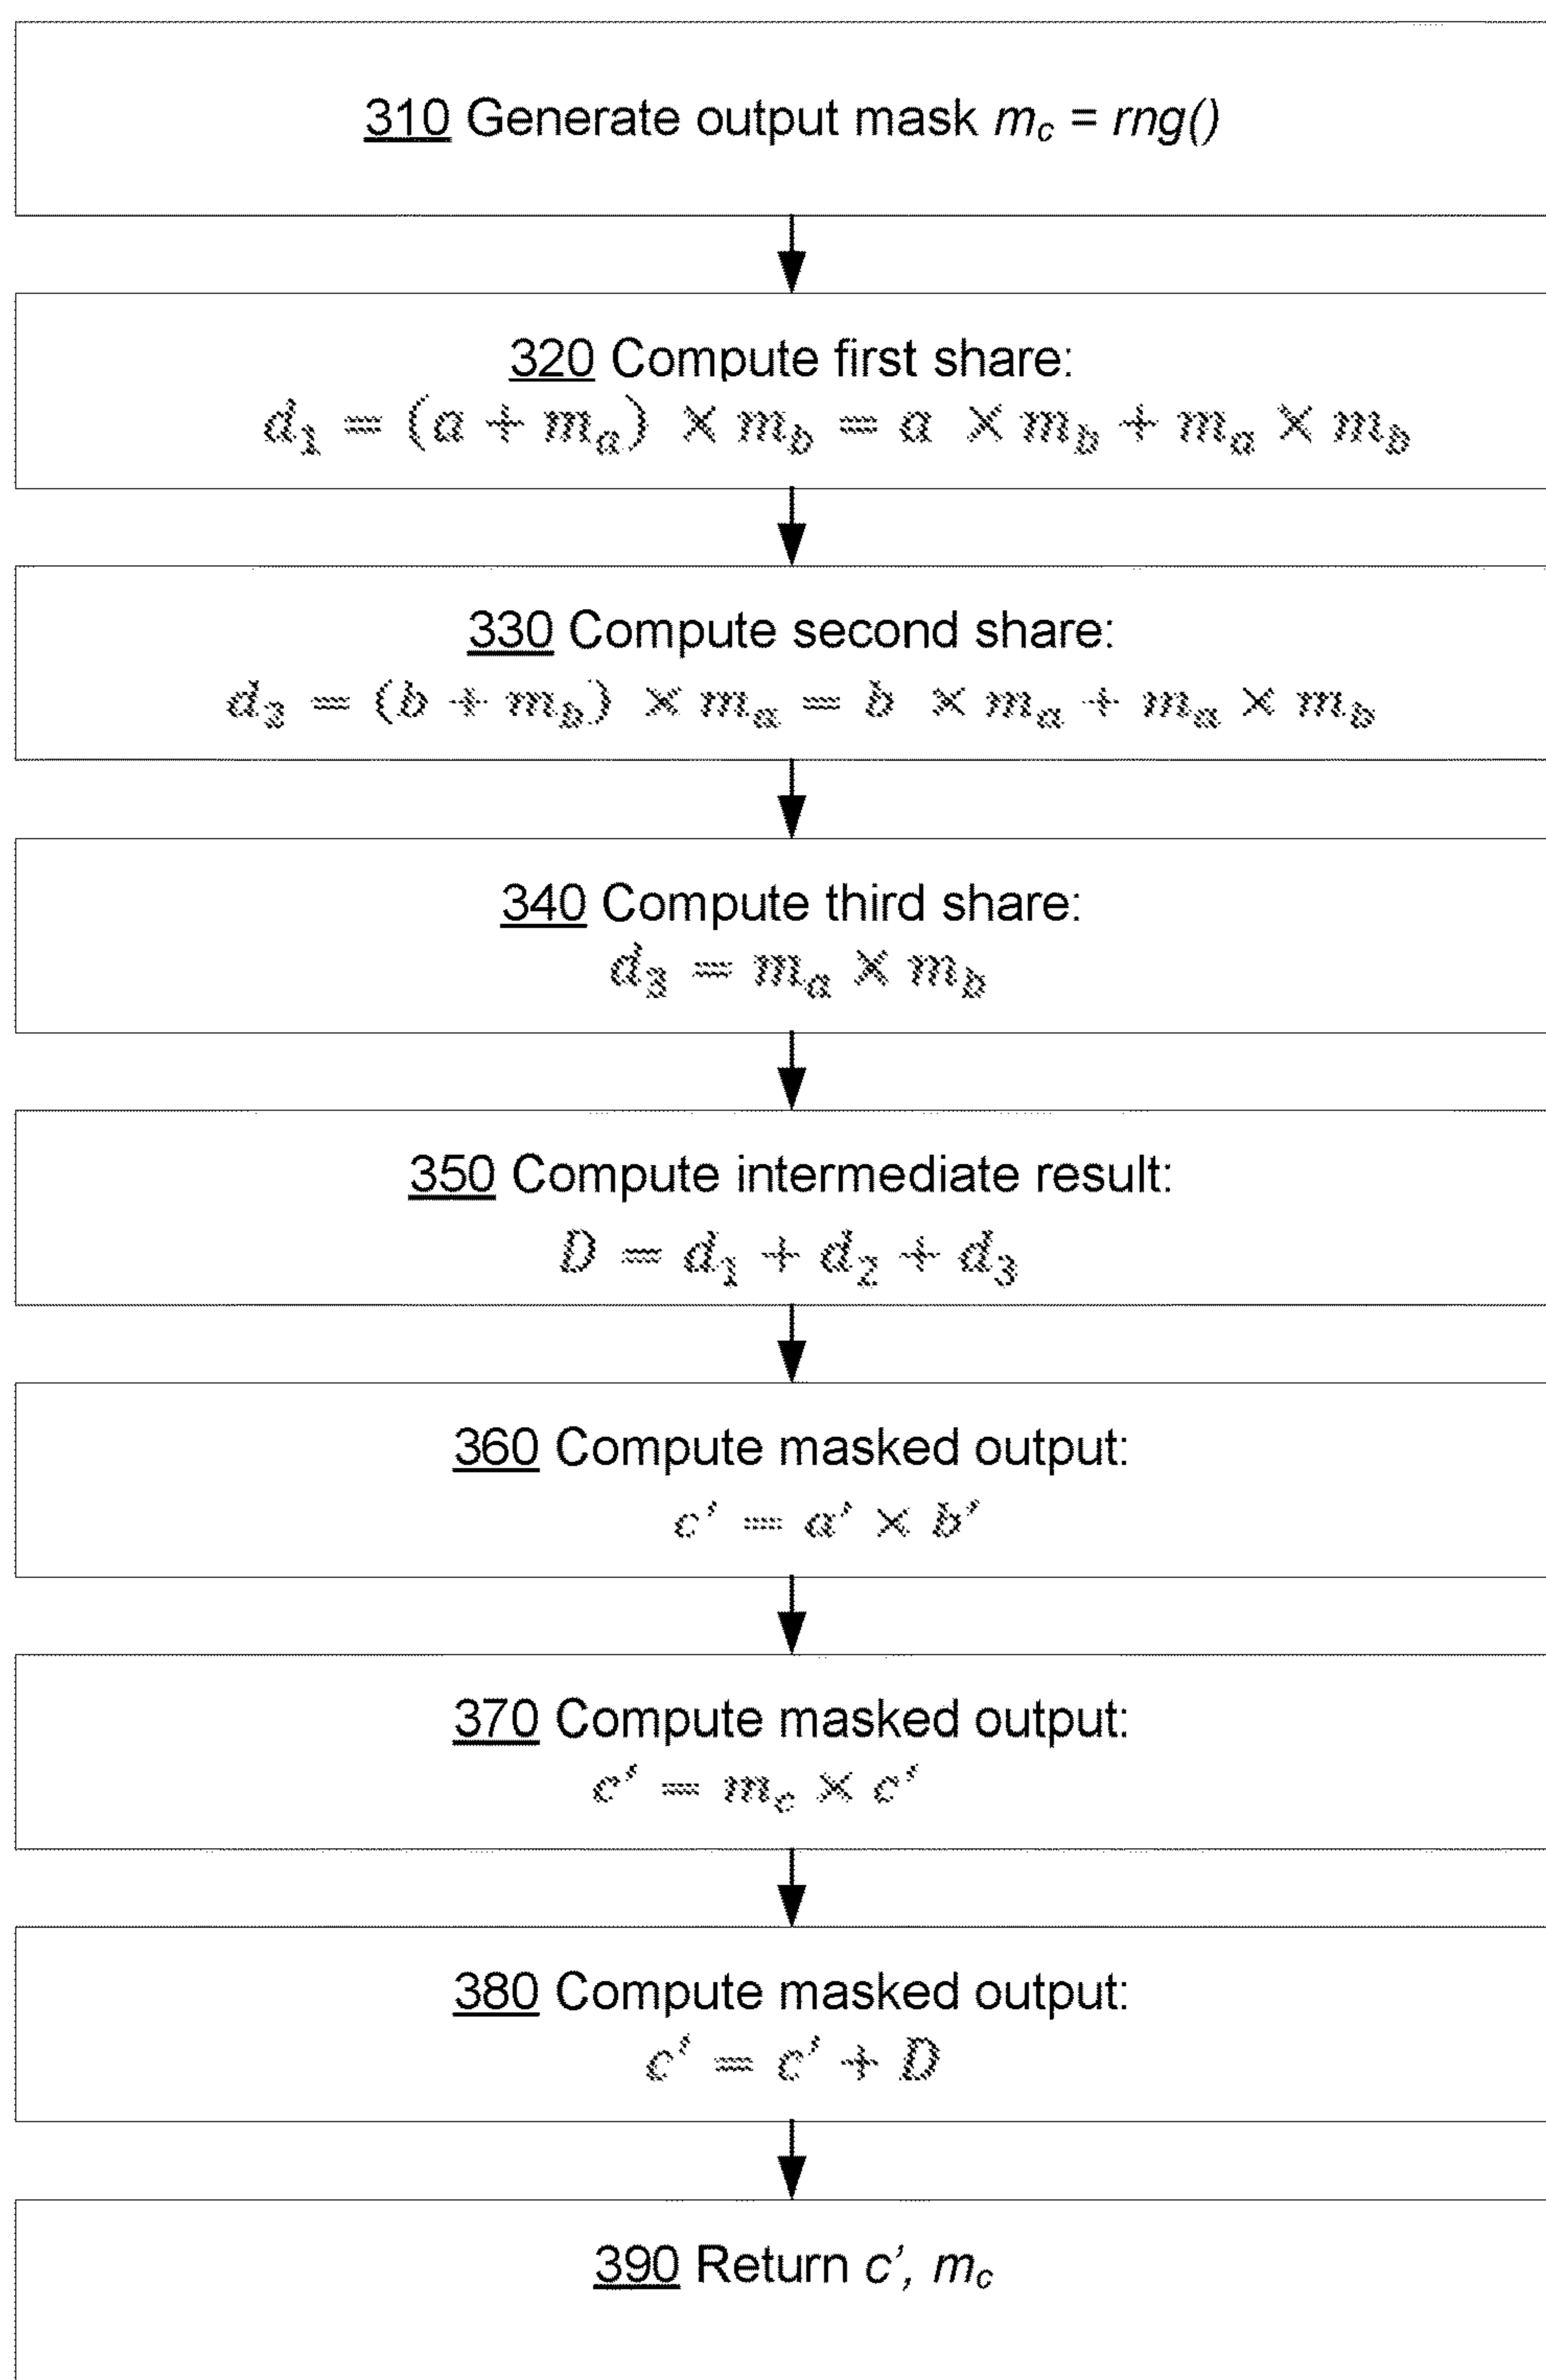 310 Generate output mask m_c = rng()
320 Compute first share:
d_1 = (a + m_a) × m_b = a × m_b + m_a × m_b
330 Compute second share:
d_3 = (b + m_b) × m_a = b × m_a + m_a × m_b
340 Compute third share:
d_3 = m_a × m_b
350 Compute intermediate result:
D = d_1 + d_2 + d_3
360 Compute masked output:
c' = a' × b'
370 Compute masked output:
c' = m_c × c'
380 Compute masked output:
c' = c' + D
390 Return c', m_c